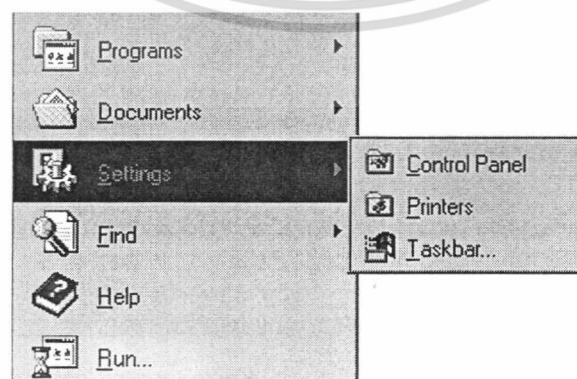 Programs
Documents
Settings
Find
Help
Run...
Control Panel
Printers
Taskbar...